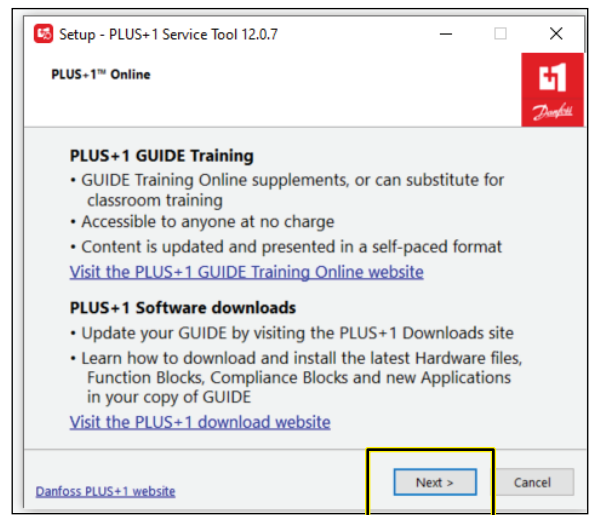 Setup - PLUS+1 Service Tool 12.0.7
PLUS+1™ Online
Danfoss
PLUS+1 GUIDE Training
• GUIDE Training Online supplements, or can substitute for
classroom training
• Accessible to anyone at no charge
• Content is updated and presented in a self-paced format
Visit the PLUS+1 GUIDE Training Online website
PLUS+1 Software downloads
• Update your GUIDE by visiting the PLUS+1 Downloads site
• Learn how to download and install the latest Hardware files,
Function Blocks, Compliance Blocks and new Applications
in your copy of GUIDE
Visit the PLUS+1 download website
Danfoss PLUS+1 website
Next >
Cancel